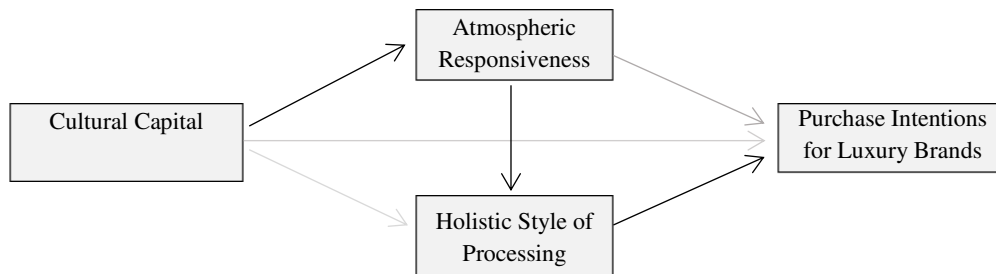 Atmospheric
Responsiveness
Cultural Capital
Purchase Intentions
for Luxury Brands
Holistic Style of
Processing